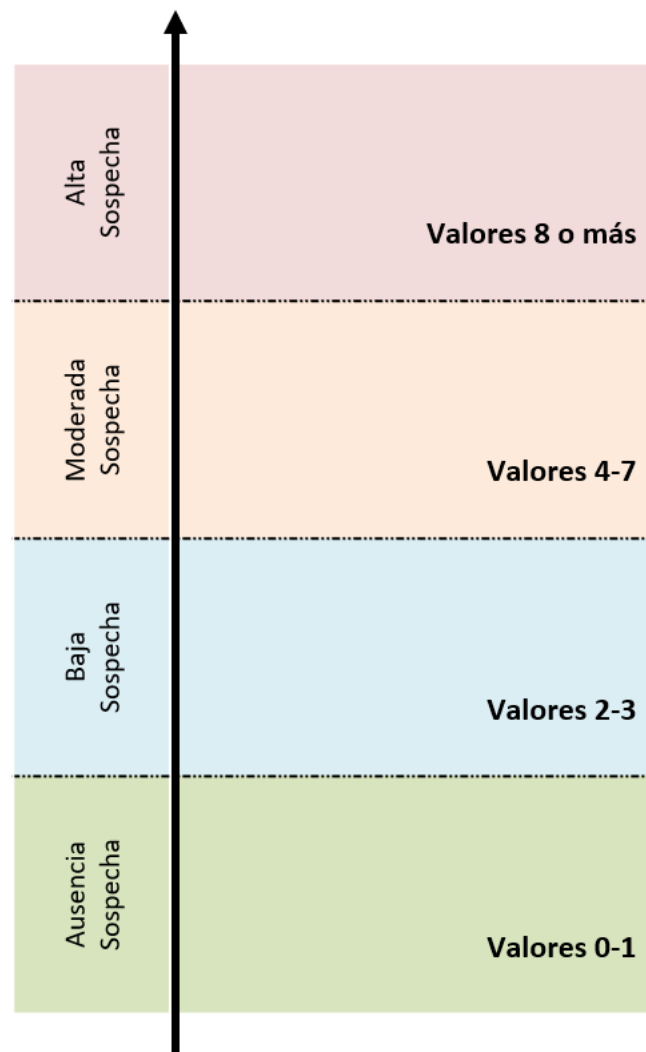 Alta
Sospecha
Valores 8 o más
Moderada
Sospecha
Valores 4-7
Baja
Sospecha
Valores 2-3
Ausencia
Sospecha
Valores 0-1